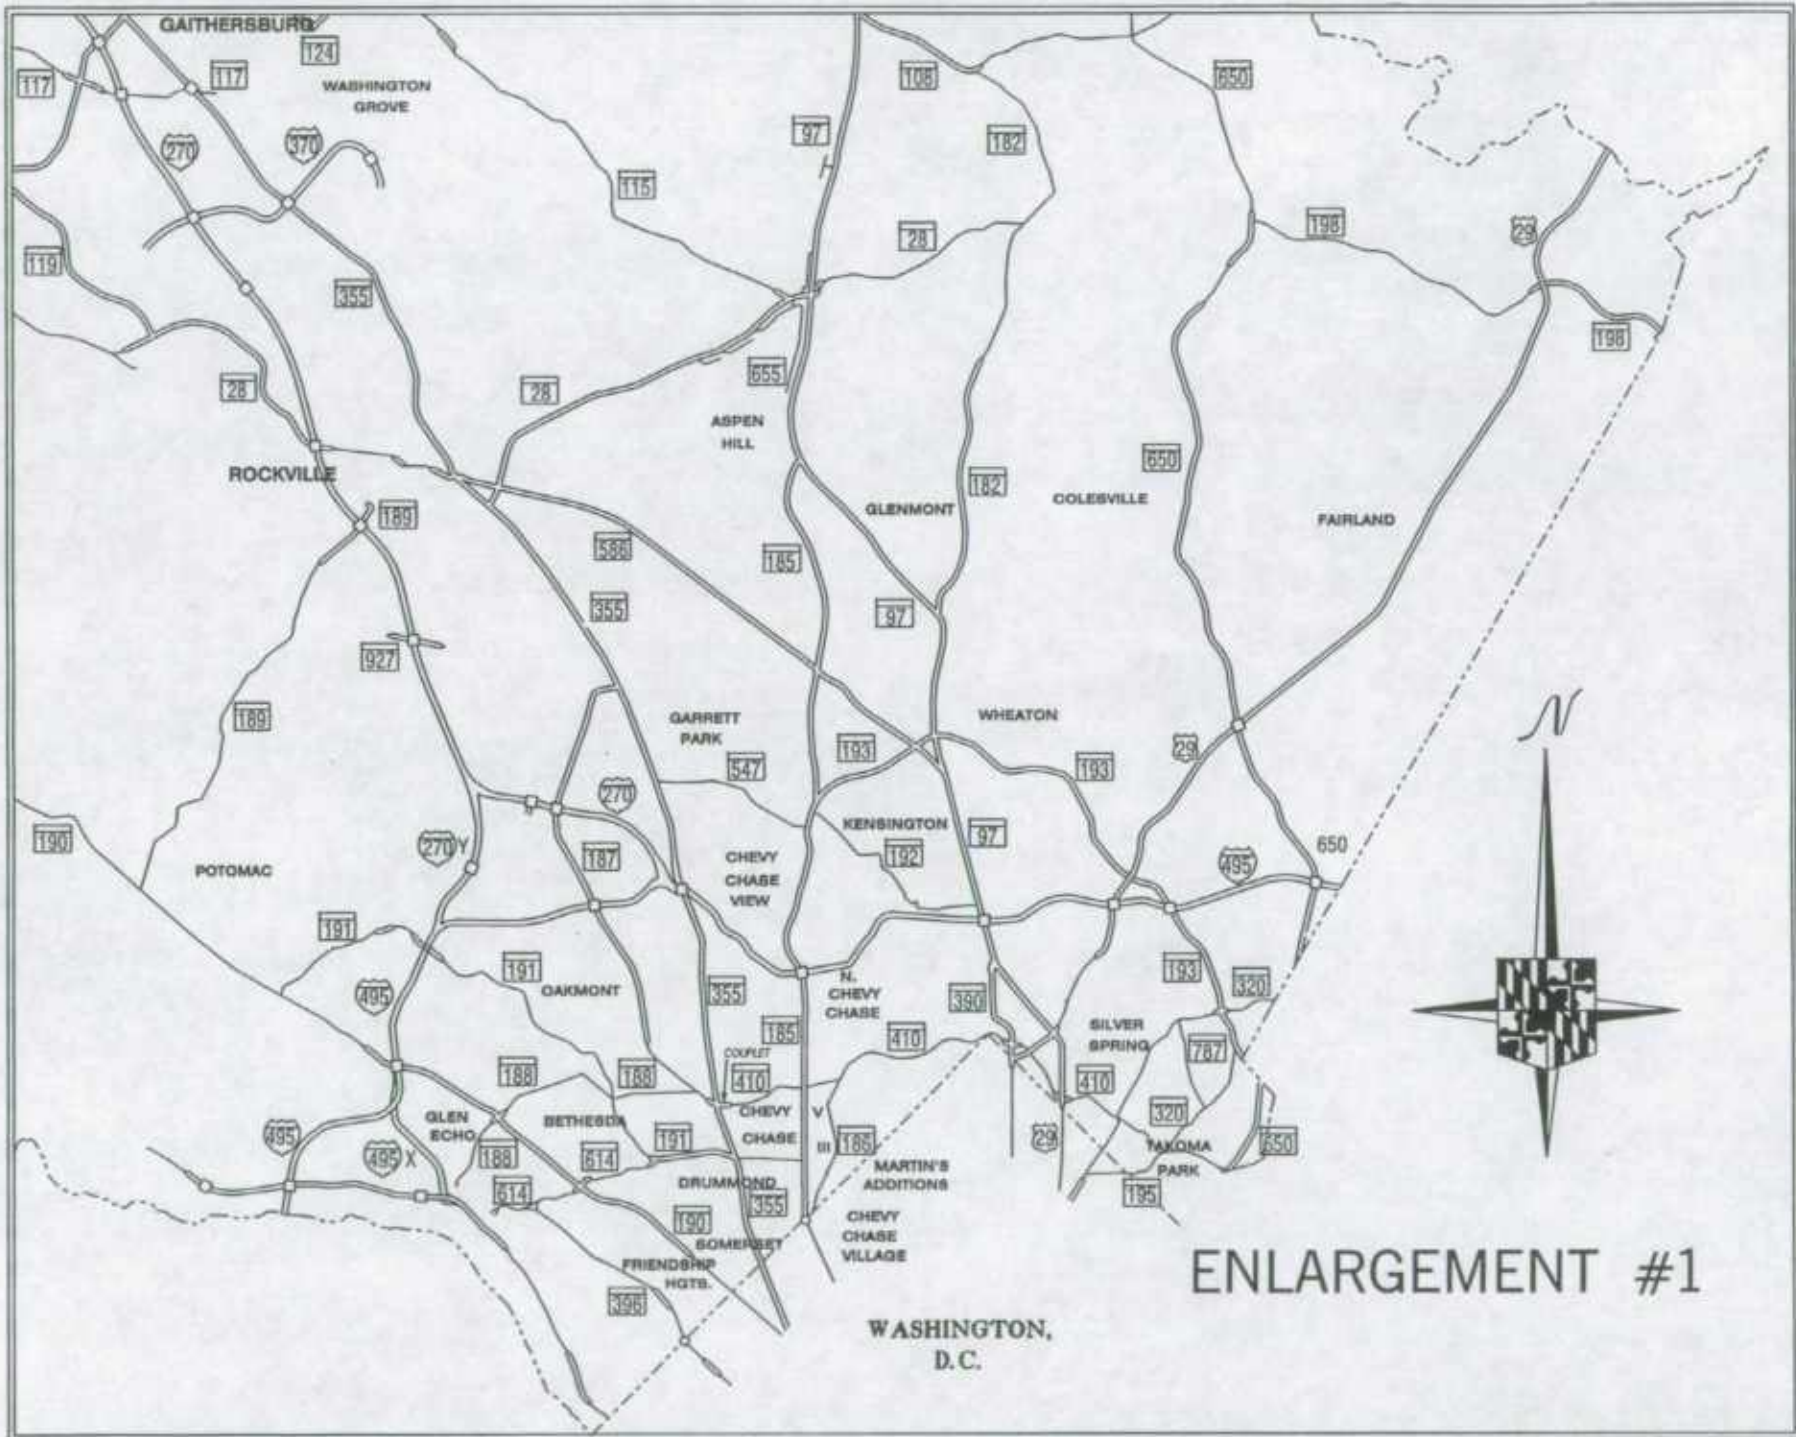 GAITHERSBURG
124
117
117
WASHINGTON
GROVE
108
650
97
182
270
370
115
28
198
29
119
355
198
28
28
655
ASPEN
HILL
650
ROCKVILLE
182
COLESVILLE
189
GLENMONT
FAIRLAND
586
185
355
97
927
N
189
GARRETT
PARK
WHEATON
193
29
547
193
270
190
KENSINGTON
97
270 Y
187
192
650
495
POTOMAC
CHEVY
CHASE
VIEW
191
191
OAKMONT
193
320
495
355
N.
CHEVY
CHASE
390
185
SILVER
SPRING
410
787
COUPLET
188
188
410
410
GLEN
ECHO
BETHESDA
CHEVY
CHASE
V
III
320
495
495 X
188
614
191
186
29
TAKOMA
PARK
650
MARTIN'S
ADDITIONS
614
DRUMMOND
355
195
190
SOMERSET
CHEVY
CHASE
VILLAGE
FRIENDSHIP
HGTS.
396
ENLARGEMENT #1
WASHINGTON,
D.C.